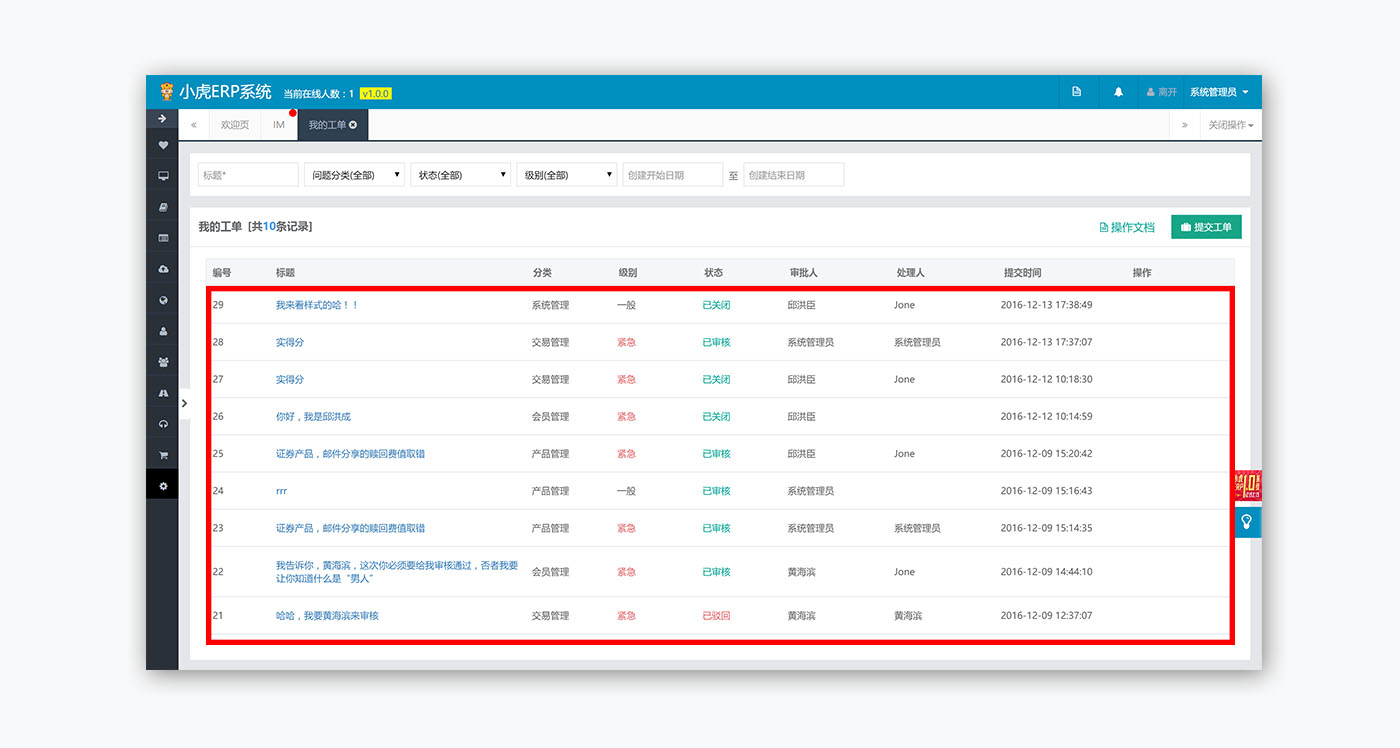 小虎ERP系统 当前在线人数：1 v1.0.0 离开 系统管理员
欢迎页 IM 我的工单 关闭操作
标题* 问题分类(全部) 状态(全部) 级别(全部) 创建开始日期 至 创建结束日期
我的工单 [共10条记录] 操作文档 提交工单
编号 标题 分类 级别 状态 审批人 处理人 提交时间 操作
29 我来看样式的哈！！ 系统管理 一般 已关闭 邱洪臣 Jone 2016-12-13 17:38:49
28 实得分 交易管理 紧急 已审核 系统管理员 系统管理员 2016-12-13 17:37:07
27 实得分 交易管理 紧急 已关闭 邱洪臣 Jone 2016-12-12 10:18:30
26 你好，我是邱洪成 会员管理 紧急 已关闭 邱洪臣 2016-12-12 10:14:59
25 证券产品，邮件分享的赎回费值取错 产品管理 紧急 已审核 邱洪臣 Jone 2016-12-09 15:20:42
24 rrr 产品管理 一般 已审核 系统管理员 2016-12-09 15:16:43
23 证券产品，邮件分享的赎回费值取错 产品管理 紧急 已审核 系统管理员 系统管理员 2016-12-09 15:14:35
22 我告诉你，黄海滨，这次你必须要给我审核通过，否者我要 会员管理 紧急 已审核 黄海滨 Jone 2016-12-09 14:44:10
让你知道什么是“男人”
21 哈哈，我要黄海滨来审核 交易管理 紧急 已驳回 黄海滨 黄海滨 2016-12-09 12:37:07